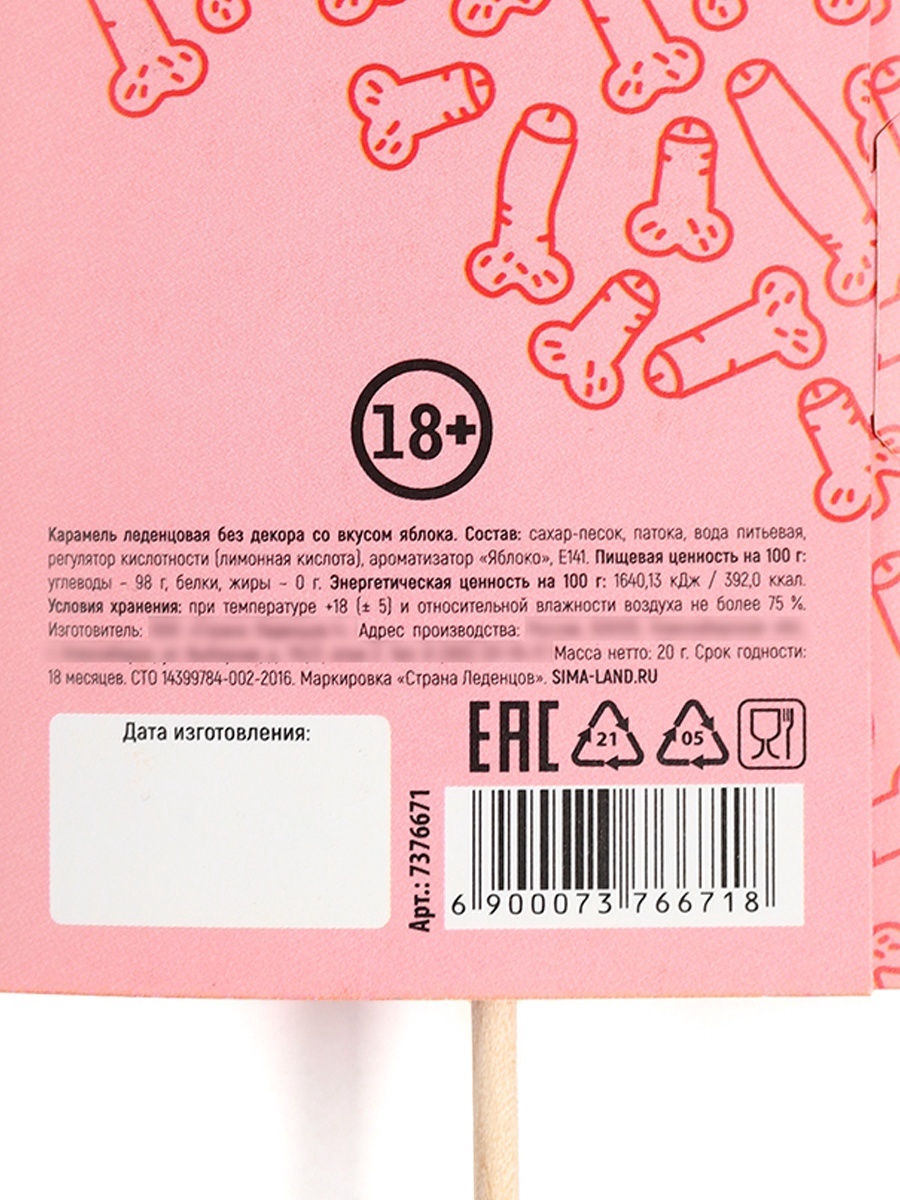 18+
Карамель леденцовая без декора со вкусом яблока. Состав: сахар-песок, патока, вода питьевая,
регулятор кислотности (лимонная кислота), ароматизатор «Яблоко», Е141. Пищевая ценность на 100 г:
углеводы – 98 г, белки, жиры – 0 г. Энергетическая ценность на 100 г: 1640,13 кДж / 392,0 ккал.
Условия хранения: при температуре +18 (± 5) и относительной влажности воздуха не более 75 %.
Изготовитель: Адрес производства:
Масса нетто: 20 г. Срок годности:
18 месяцев. СТО 14399784-002-2016. Маркировка «Страна Леденцов». SIMA-LAND.RU
Дата изготовления:
EAC 21 05
Арт.: 7376671
6 900073 766718